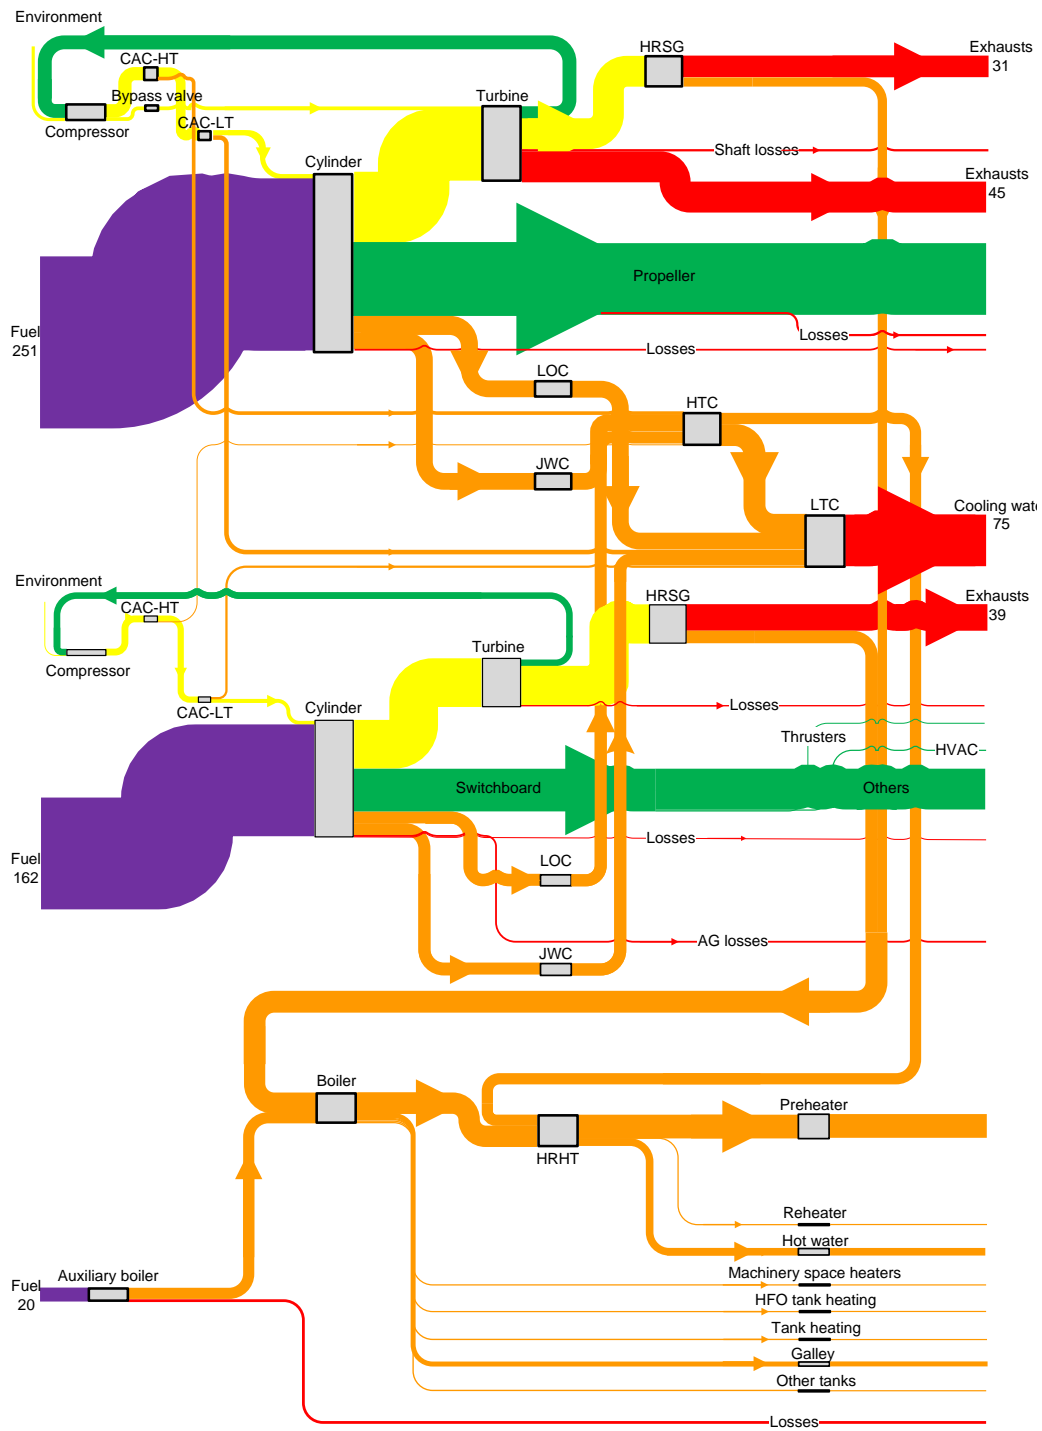 Environment
CAC-HT
HRSG
Exhausts
31
Bypass valve
Turbine
Compressor
CAC-LT
Shaft losses
Cylinder
Exhausts
45
Propeller
Fuel
251
Losses
Losses
LOC
HTC
JWC
LTC
Cooling wat
75
Environment
CAC-HT
HRSG
Exhausts
39
Turbine
Compressor
CAC-LT
Cylinder
Losses
Thrusters
HVAC
Switchboard
Others
Losses
Fuel
162
LOC
AG losses
JWC
Boiler
Preheater
HRHT
Reheater
Hot water
Auxiliary boiler
Machinery space heaters
Fuel
20
HFO tank heating
Tank heating
Galley
Other tanks
Losses